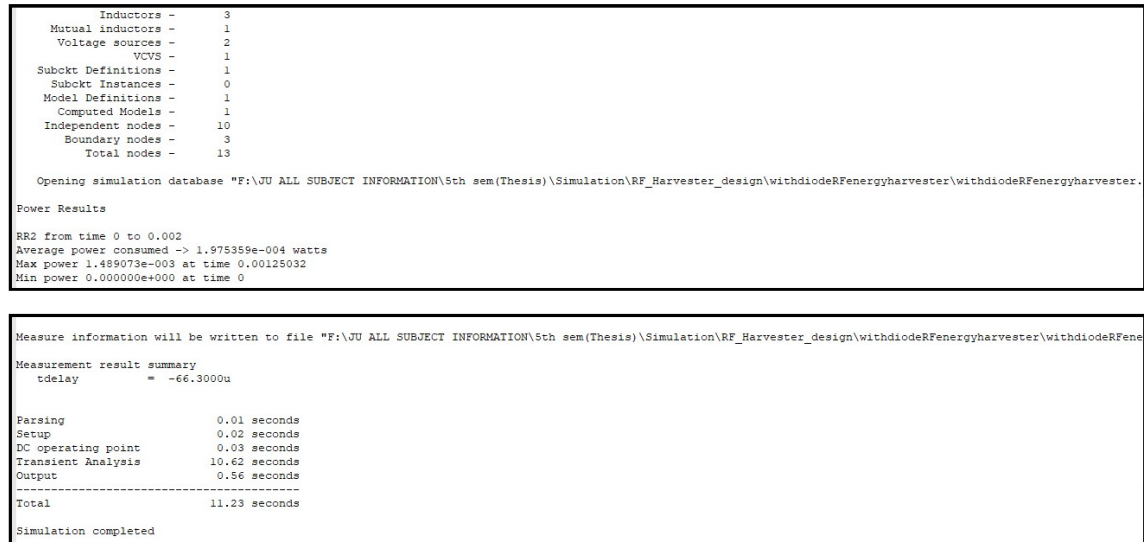 Inductors - 3
Mutual inductors - 1
Voltage sources - 2
VCVS - 1
Subckt Definitions - 1
Subckt Instances - 0
Model Definitions - 1
Computed Models - 1
Independent nodes - 10
Boundary nodes - 3
Total nodes - 13
Opening simulation database "F:\JU ALL SUBJECT INFORMATION\5th sem(Thesis)\Simulation\RF_Harvester_design\withdiodeRFenergyharvester\withdiodeRFenergyharvester.
Power Results
RR2 from time 0 to 0.002
Average power consumed -> 1.975359e-004 watts
Max power 1.489073e-003 at time 0.00125032
Min power 0.000000e+000 at time 0
Measure information will be written to file "F:\JU ALL SUBJECT INFORMATION\5th sem(Thesis)\Simulation\RF_Harvester_design\withdiodeRFenergyharvester\withdiodeRFene
Measurement result summary
tdelay = -66.3000u
Parsing 0.01 seconds
Setup 0.02 seconds
DC operating point 0.03 seconds
Transient Analysis 10.62 seconds
Output 0.56 seconds
-----------------------------------------
Total 11.23 seconds
Simulation completed